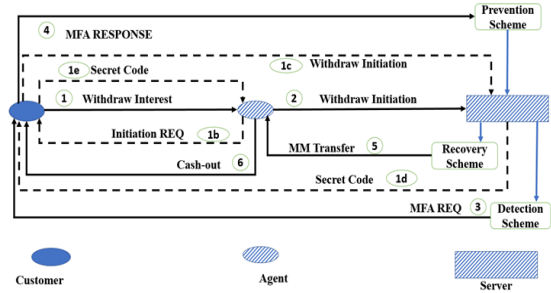 Prevention
Scheme
4
MFA RESPONSE
1e
Secret Code
1c
Withdraw Initiation
1
Withdraw Interest
2
Withdraw Initiation
Initiation REQ
1b
MM Transfer
5
Recovery
Scheme
Cash-out
6
Secret Code
1d
MFA REQ
3
Detection
Scheme
Customer
Agent
Server